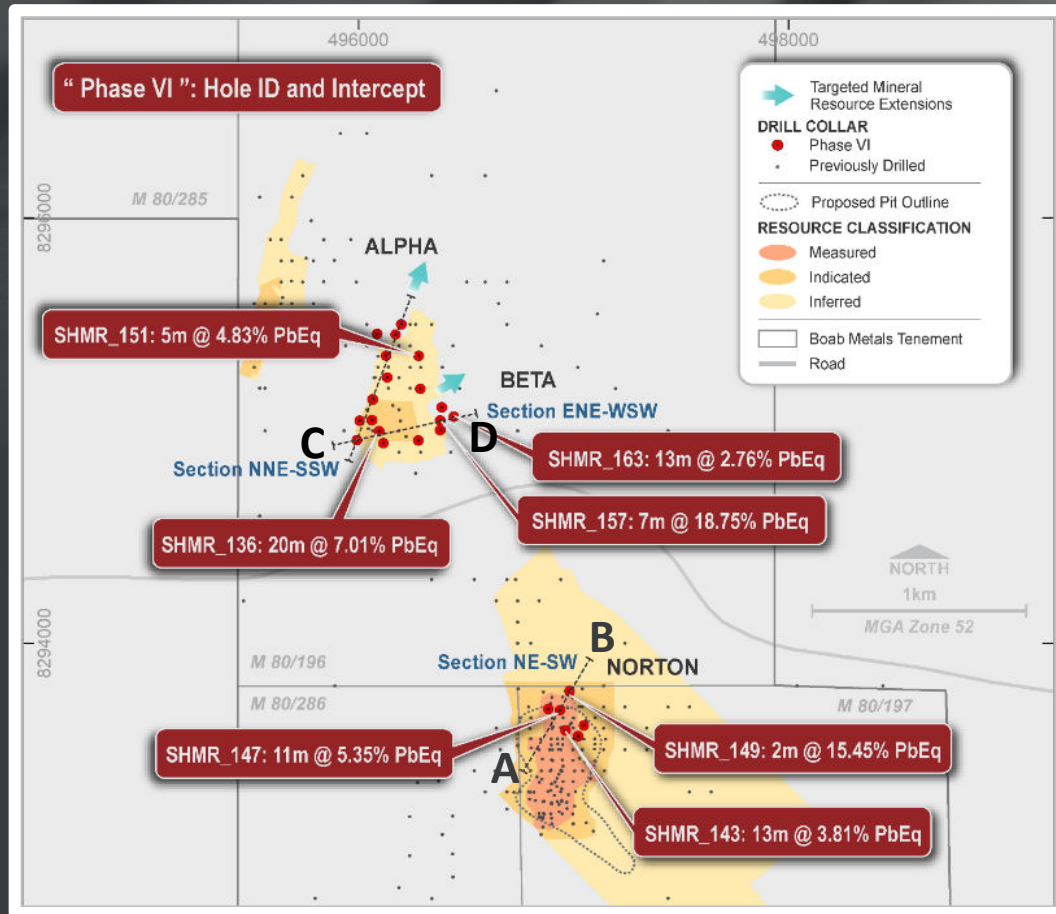 496000
498000
" Phase VI ": Hole ID and Intercept
Targeted Mineral
Resource Extensions
DRILL COLLAR
Phase VI
Previously Drilled
Proposed Pit Outline
RESOURCE CLASSIFICATION
Measured
Indicated
Inferred
Boab Metals Tenement
Road
M 80/285
8296000
ALPHA
SHMR_151: 5m @ 4.83% PbEq
BETA
Section ENE-WSW
C
D
Section NNE-SSW
SHMR_163: 13m @ 2.76% PbEq
SHMR_157: 7m @ 18.75% PbEq
SHMR_136: 20m @ 7.01% PbEq
NORTH
1km
MGA Zone 52
8294000
B
M 80/196
Section NE-SW
NORTON
M 80/286
M 80/197
SHMR_147: 11m @ 5.35% PbEq
SHMR_149: 2m @ 15.45% PbEq
A
SHMR_143: 13m @ 3.81% PbEq